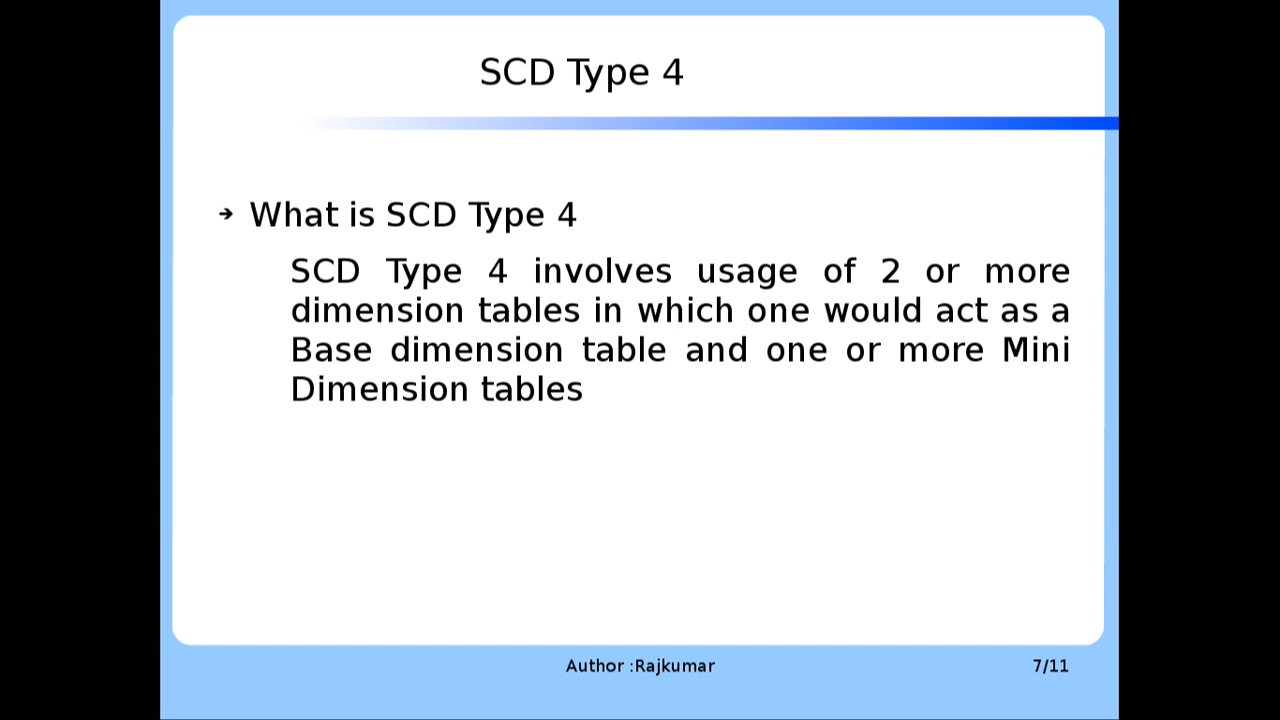 SCD Type 4
➔ What is SCD Type 4
SCD Type 4 involves usage of 2 or more
dimension tables in which one would act as a
Base dimension table and one or more Mini
Dimension tables
Author :Rajkumar
7/11